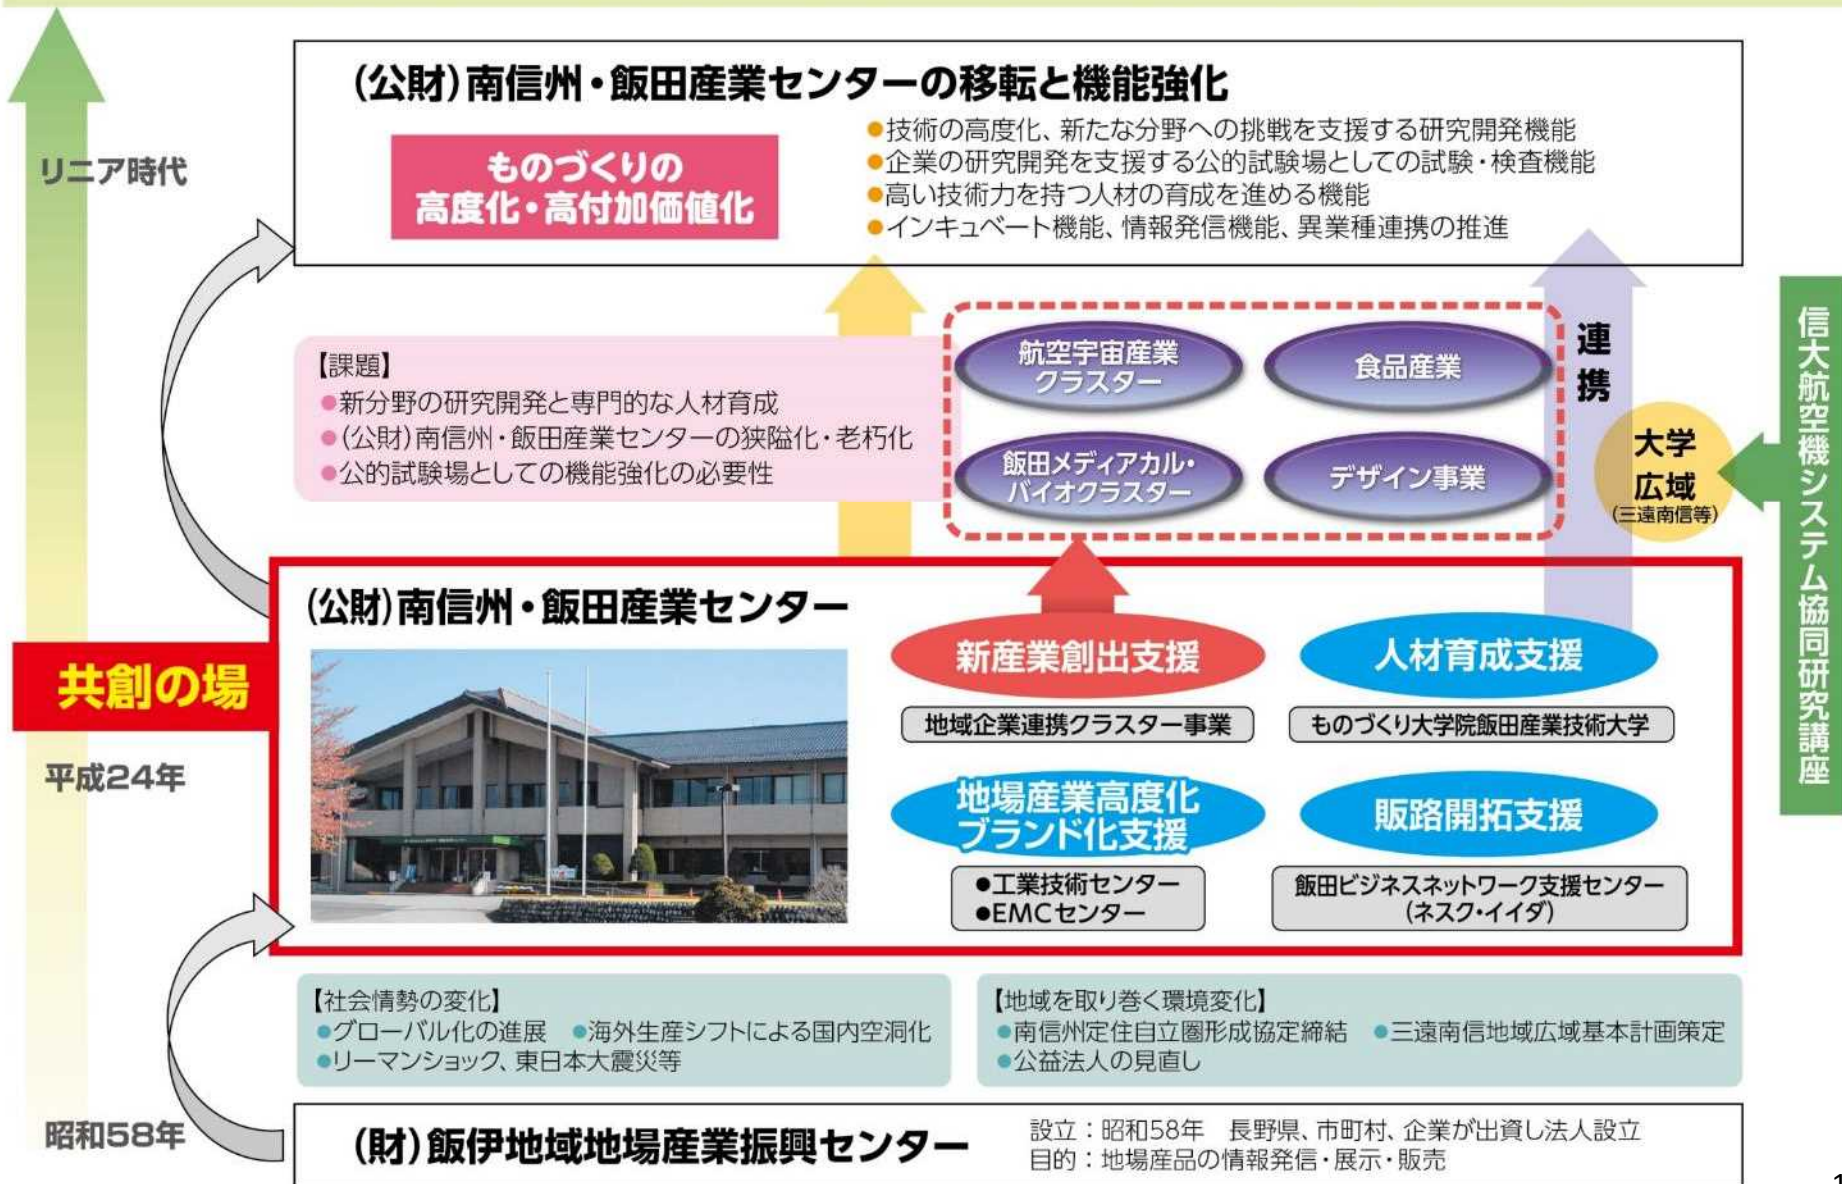 (公財)南信州・飯田産業センターの移転と機能強化
ものづくりの
高度化・高付加価値化
●技術の高度化、新たな分野への挑戦を支援する研究開発機能
●企業の研究開発を支援する公的試験場としての試験・検査機能
●高い技術力を持つ人材の育成を進める機能
●インキュベート機能、情報発信機能、異業種連携の推進
リニア時代
【課題】
●新分野の研究開発と専門的な人材育成
●(公財)南信州・飯田産業センターの狭隘化・老朽化
●公的試験場としての機能強化の必要性
航空宇宙産業
クラスター
食品産業
飯田メディアカル・
バイオクラスター
デザイン事業
連携
大学
広域
(三遠南信等)
信大航空機システム協同研究講座
(公財)南信州・飯田産業センター
共創の場
平成24年
新産業創出支援
地域企業連携クラスター事業
人材育成支援
ものづくり大学院飯田産業技術大学
地場産業高度化
ブランド化支援
●工業技術センター
●EMCセンター
販路開拓支援
飯田ビジネスネットワーク支援センター
(ネスク・イイダ)
【社会情勢の変化】
●グローバル化の進展 ●海外生産シフトによる国内空洞化
●リーマンショック、東日本大震災等
【地域を取り巻く環境変化】
●南信州定住自立圏形成協定締結 ●三遠南信地域広域基本計画策定
●公益法人の見直し
昭和58年
(財)飯伊地域地場産業振興センター
設立：昭和58年 長野県、市町村、企業が出資し法人設立
目的：地場産品の情報発信・展示・販売